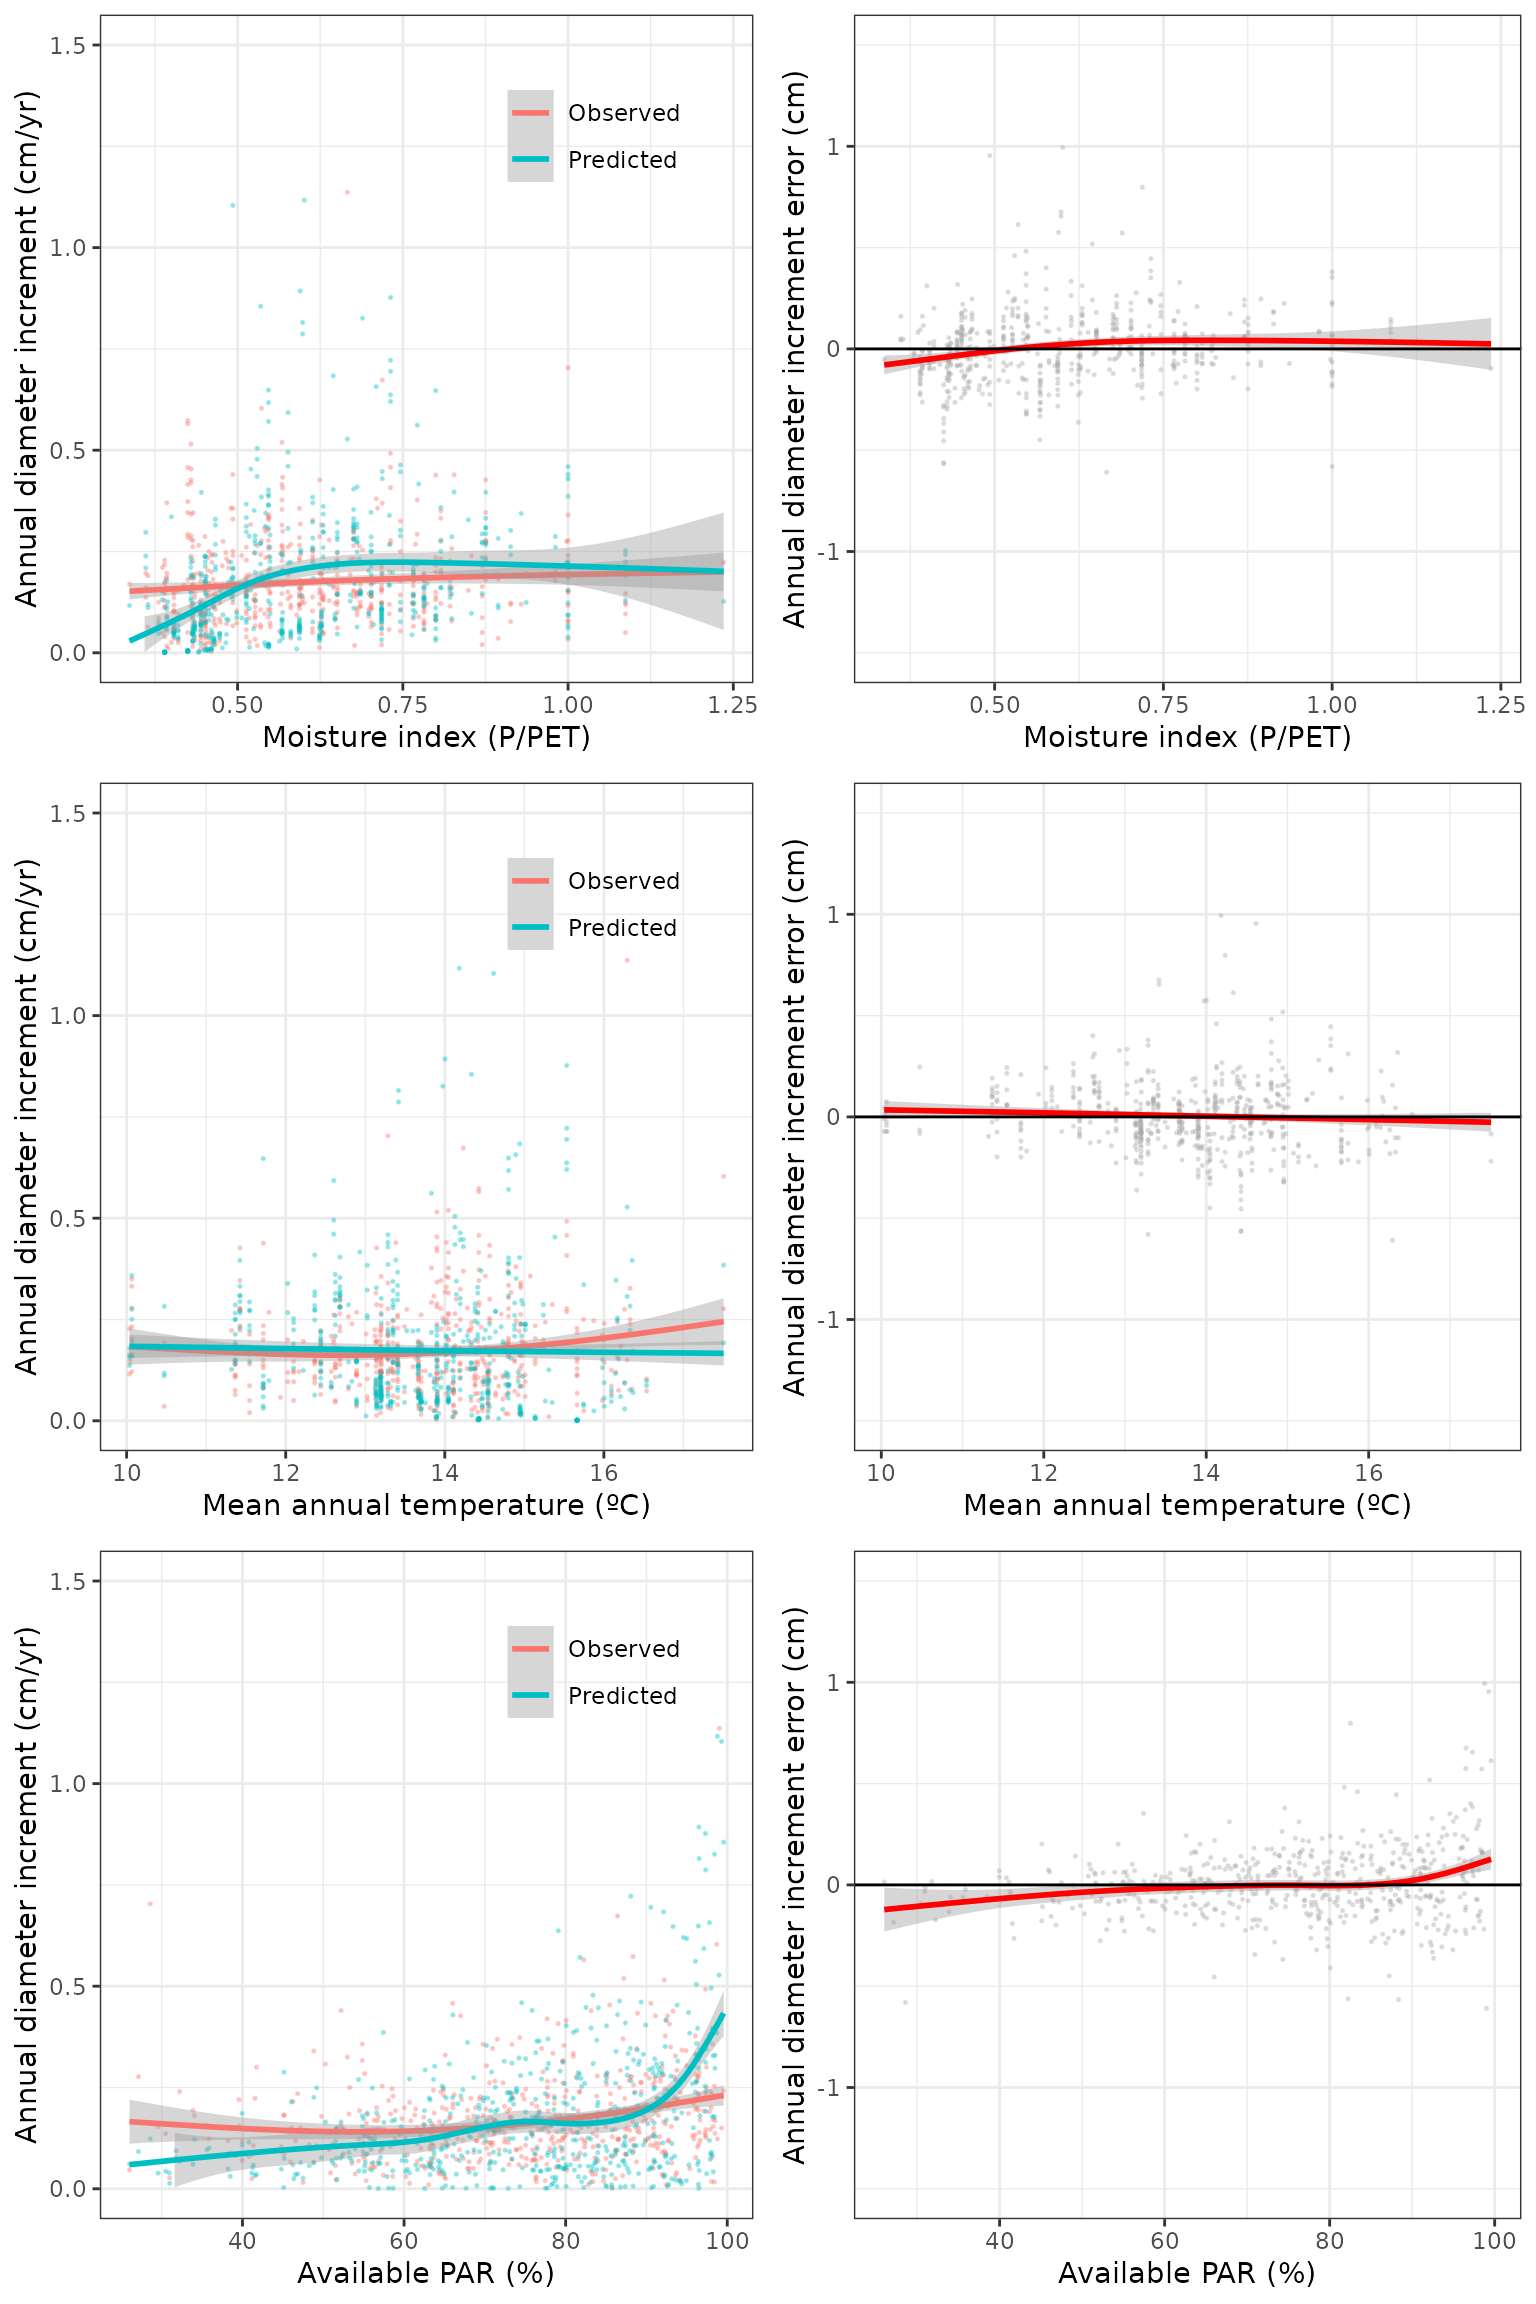 Annual diameter increment (cm/yr)
1.5
1.0
0.5
0.0
Observed
Predicted
0.50 0.75 1.00 1.25
Moisture index (P/PET)
Annual diameter increment error (cm)
1
0
-1
0.50 0.75 1.00 1.25
Moisture index (P/PET)
Annual diameter increment (cm/yr)
1.5
1.0
0.5
0.0
Observed
Predicted
10 12 14 16
Mean annual temperature (ºC)
Annual diameter increment error (cm)
1
0
-1
10 12 14 16
Mean annual temperature (ºC)
Annual diameter increment (cm/yr)
1.5
1.0
0.5
0.0
Observed
Predicted
40 60 80 100
Available PAR (%)
Annual diameter increment error (cm)
1
0
-1
40 60 80 100
Available PAR (%)